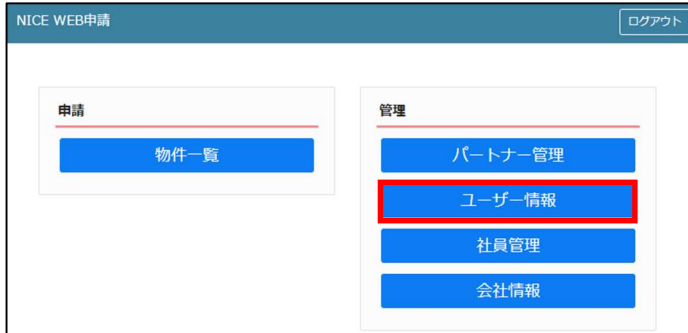 NICE WEB申請
ログアウト
申請
物件一覧
管理
パートナー管理
ユーザー情報
社員管理
会社情報